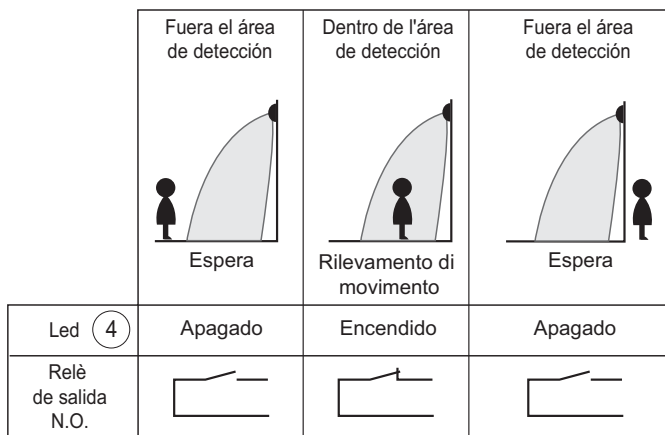 Fuera el área
de detección
Dentro de l'área
de detección
Fuera el área
de detección
Espera
Rilevamento di
movimento
Espera
Led 4
Apagado
Encendido
Apagado
Relè
de salida
N.O.